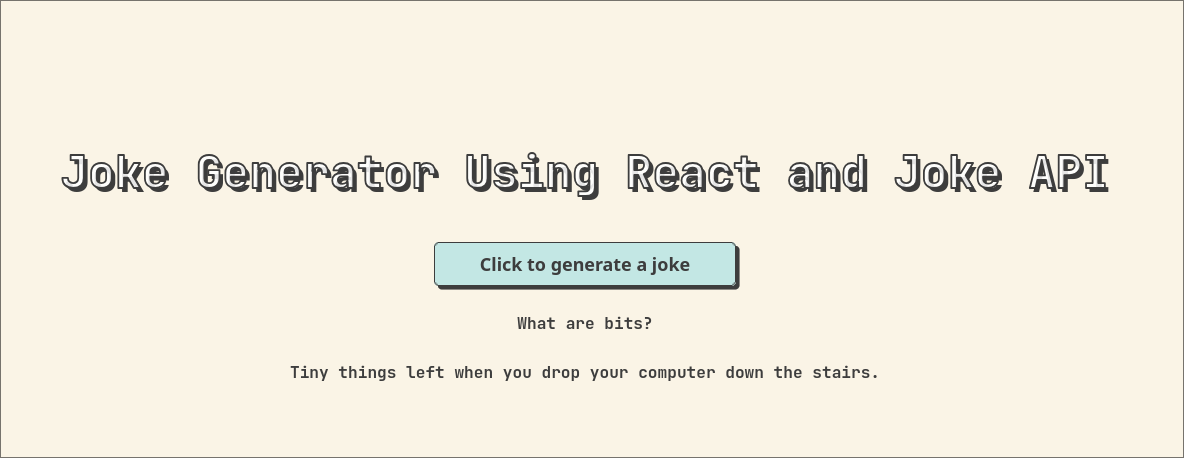 Joke Generator Using React and Joke API
Click to generate a joke
What are bits?
Tiny things left when you drop your computer down the stairs.